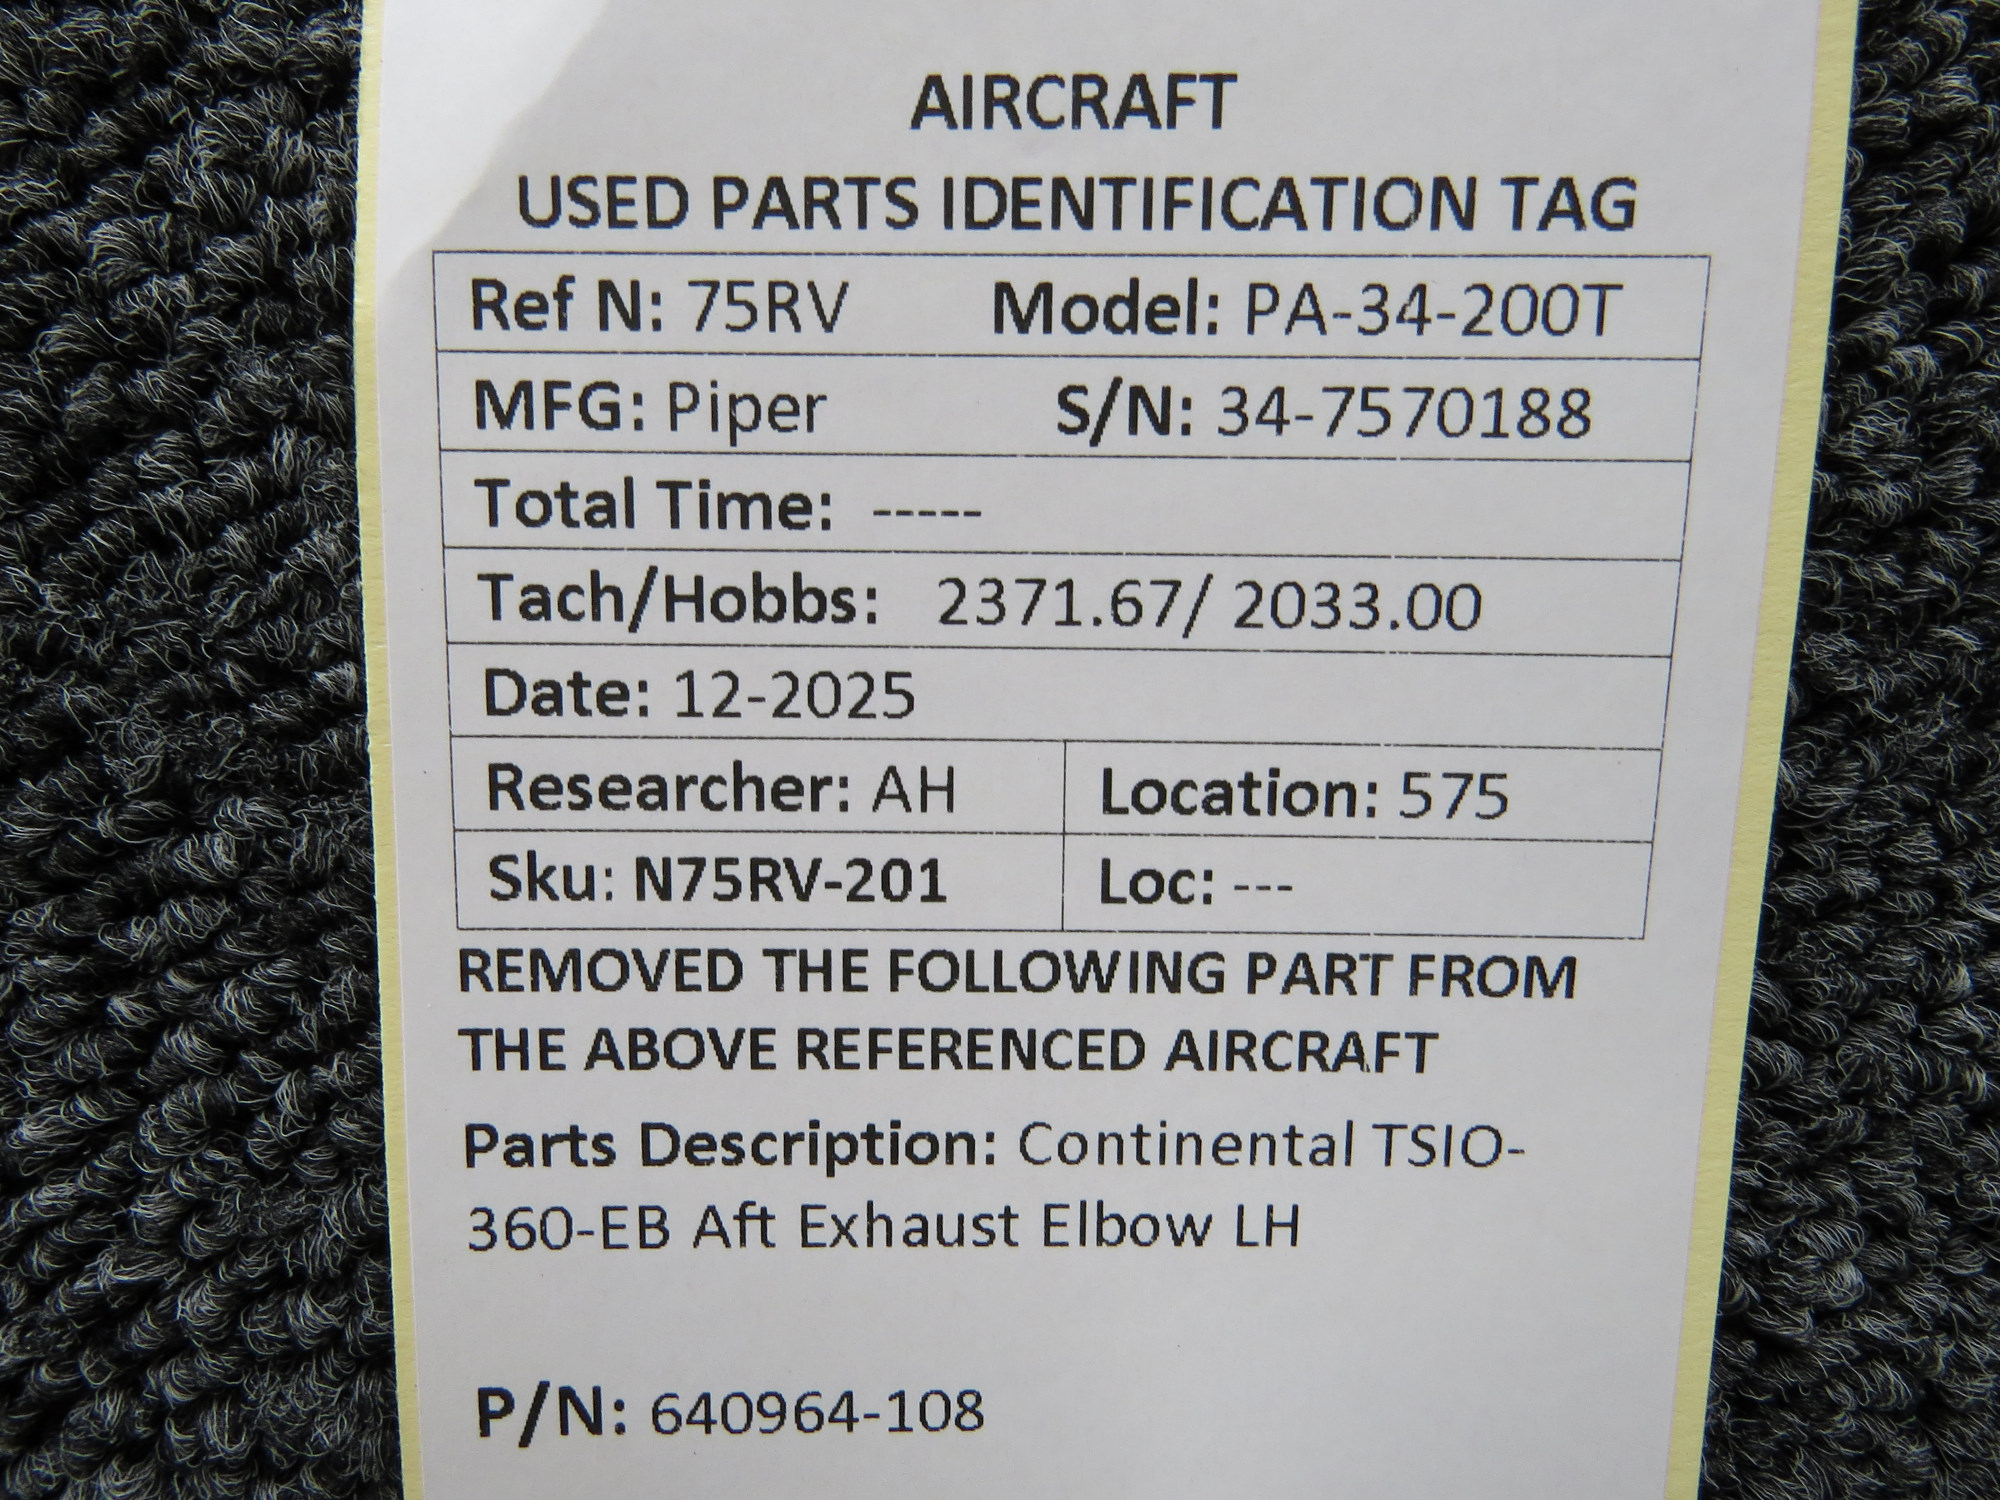 AIRCRAFT
USED PARTS IDENTIFICATION TAG
Ref N: 75RV Model: PA-34-200T
MFG: Piper S/N: 34-7570188
Total Time: -----
Tach/Hobbs: 2371.67/ 2033.00
Date: 12-2025
Researcher: AH Location: 575
Sku: N75RV-201 Loc: ---
REMOVED THE FOLLOWING PART FROM
THE ABOVE REFERENCED AIRCRAFT
Parts Description: Continental TSIO-
360-EB Aft Exhaust Elbow LH
P/N: 640964-108